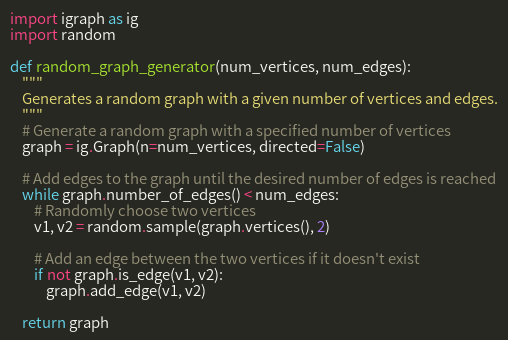 import igraph as ig
import random
def random_graph_generator(num_vertices, num_edges):
"""
Generates a random graph with a given number of vertices and edges.
"""
# Generate a random graph with a specified number of vertices
graph = ig.Graph(n=num_vertices, directed=False)
# Add edges to the graph until the desired number of edges is reached
while graph.number_of_edges() < num_edges:
# Randomly choose two vertices
v1, v2 = random.sample(graph.vertices(), 2)
# Add an edge between the two vertices if it doesn't exist
if not graph.is_edge(v1, v2):
graph.add_edge(v1, v2)
return graph